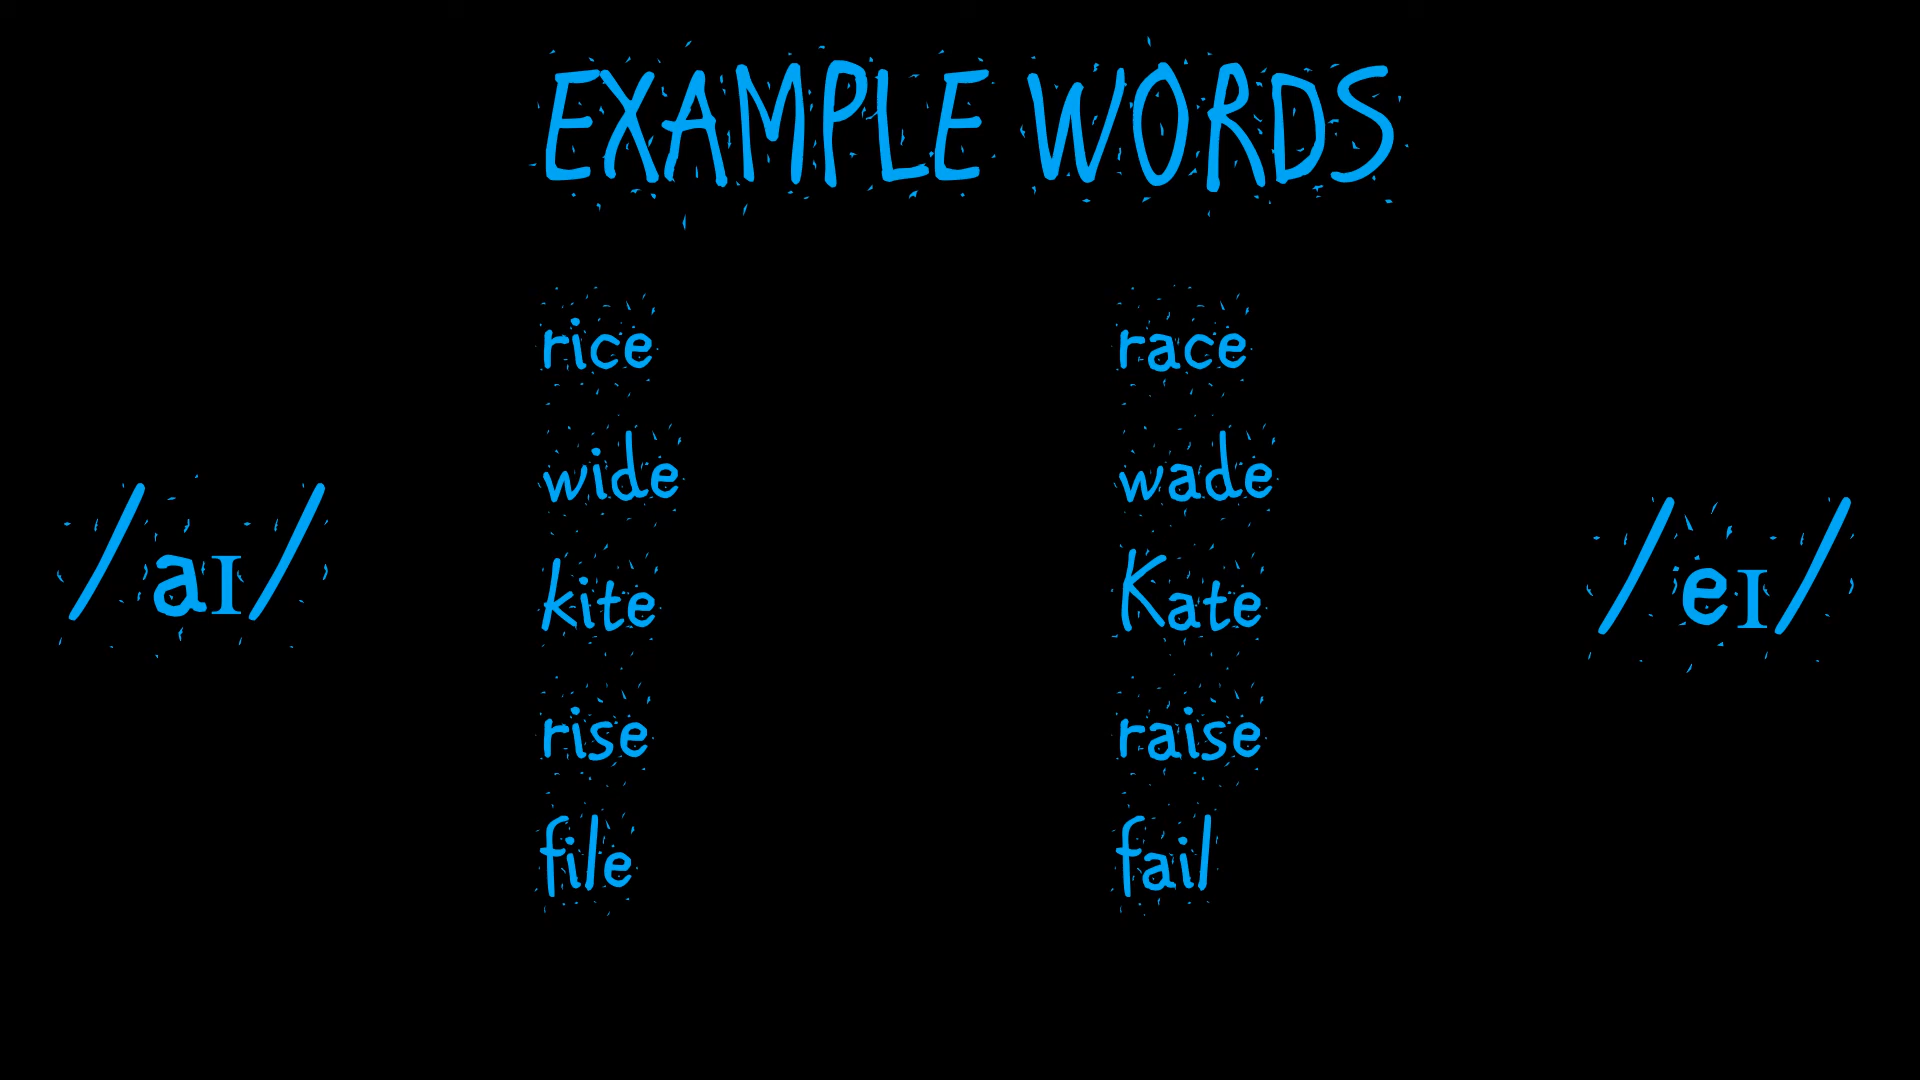 EXAMPLE WORDS
rice race
wide wade
/aɪ/ /eɪ/
kite Kate
rise raise
file fail